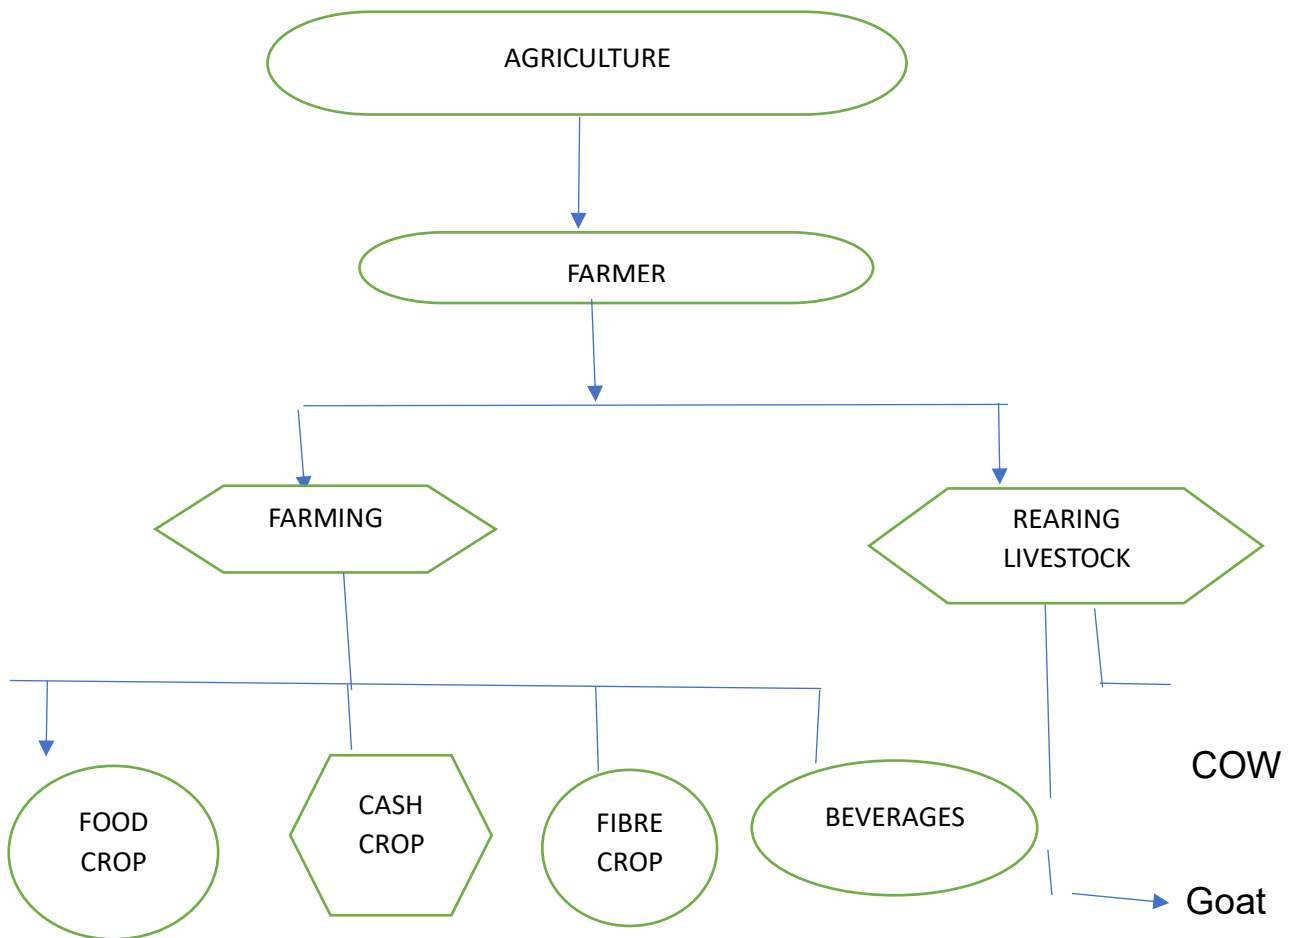 AGRICULTURE
FARMER
FARMING
REARING
LIVESTOCK
FOOD
CROP
CASH
CROP
FIBRE
CROP
BEVERAGES
COW
Goat